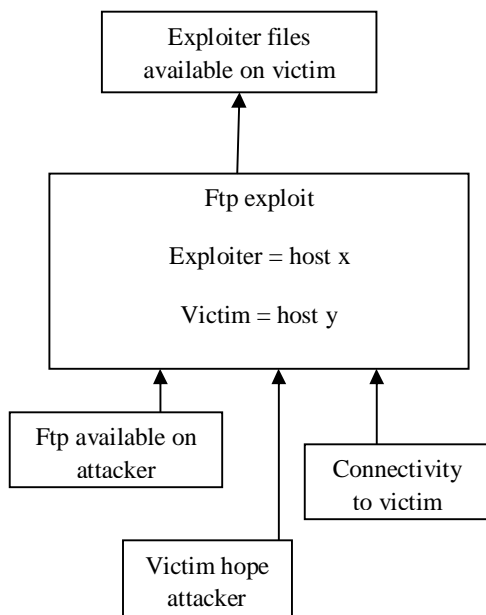 Exploiter files
available on victim
Ftp exploit
Exploiter = host x
Victim = host y
Ftp available on
attacker
Connectivity
to victim
Victim hope
attacker